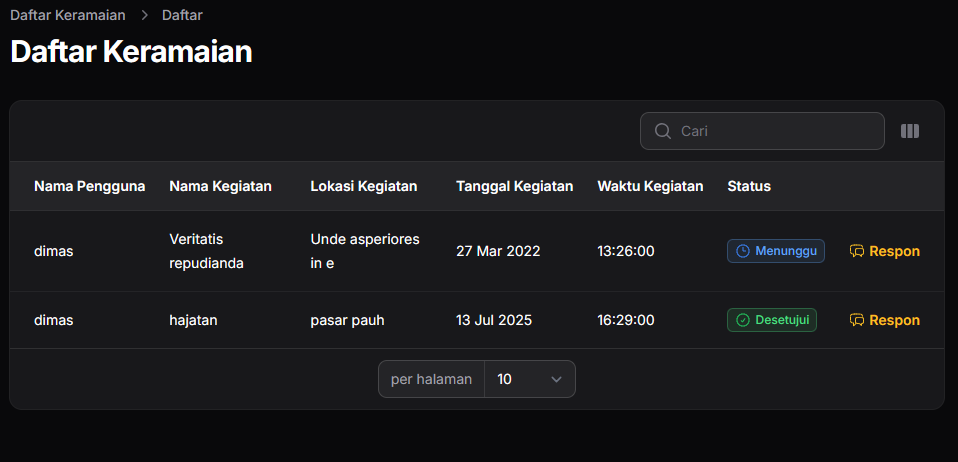 Daftar Keramaian > Daftar
Daftar Keramaian
Cari
Nama Pengguna Nama Kegiatan Lokasi Kegiatan Tanggal Kegiatan Waktu Kegiatan Status
dimas Veritatis repudianda Unde asperiores in e 27 Mar 2022 13:26:00 Menunggu Respon
dimas hajatan pasar pauh 13 Jul 2025 16:29:00 Desetujui Respon
per halaman 10